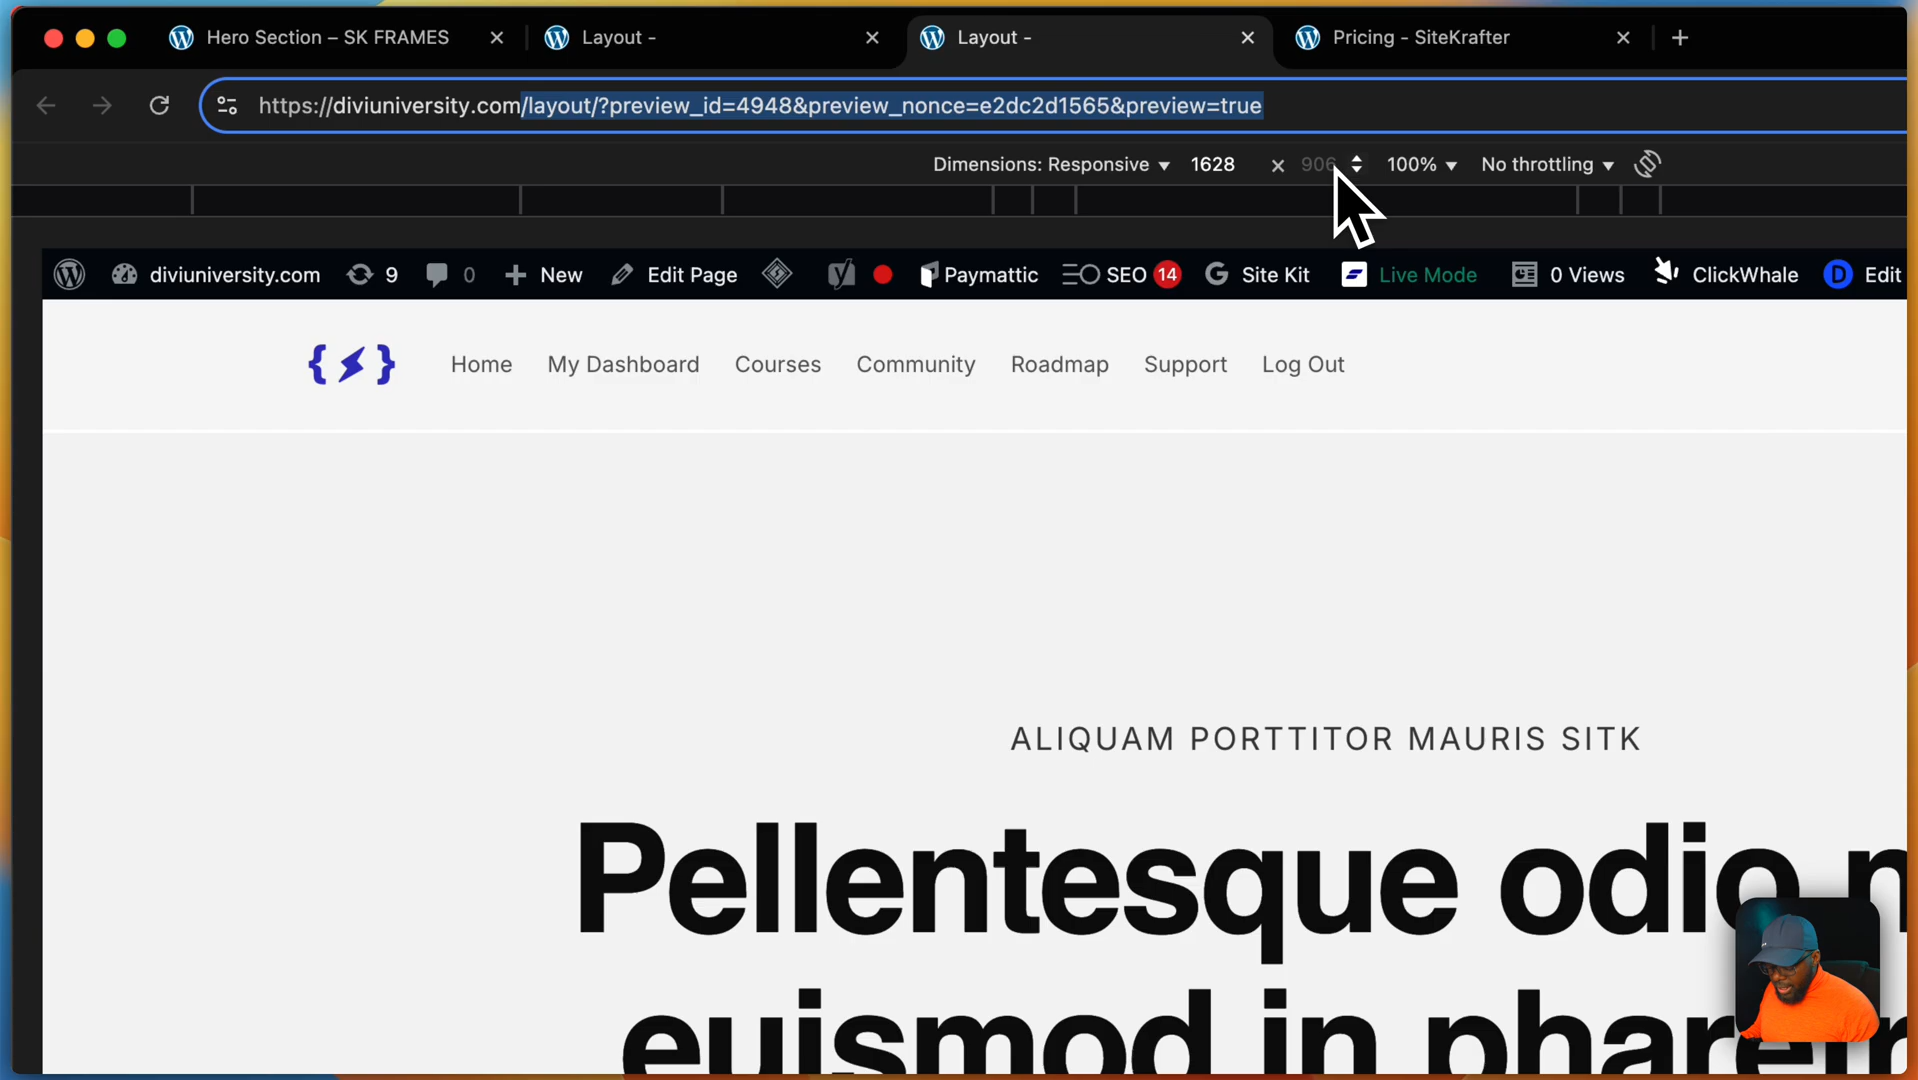 Hero Section – SK FRAMES
Layout -
Layout -
Pricing - SiteKrafter
https://diviuniversity.com/layout/?preview_id=4948&preview_nonce=e2dc2d1565&preview=true
Dimensions: Responsive 1628 × 906 100% No throttling
diviuniversity.com 9 0 New Edit Page Paymattic SEO 14 Site Kit Live Mode 0 Views ClickWhale D Edit
Home My Dashboard Courses Community Roadmap Support Log Out
ALIQUAM PORTTITOR MAURIS SITK
Pellentesque odio n
euismod in pharetr